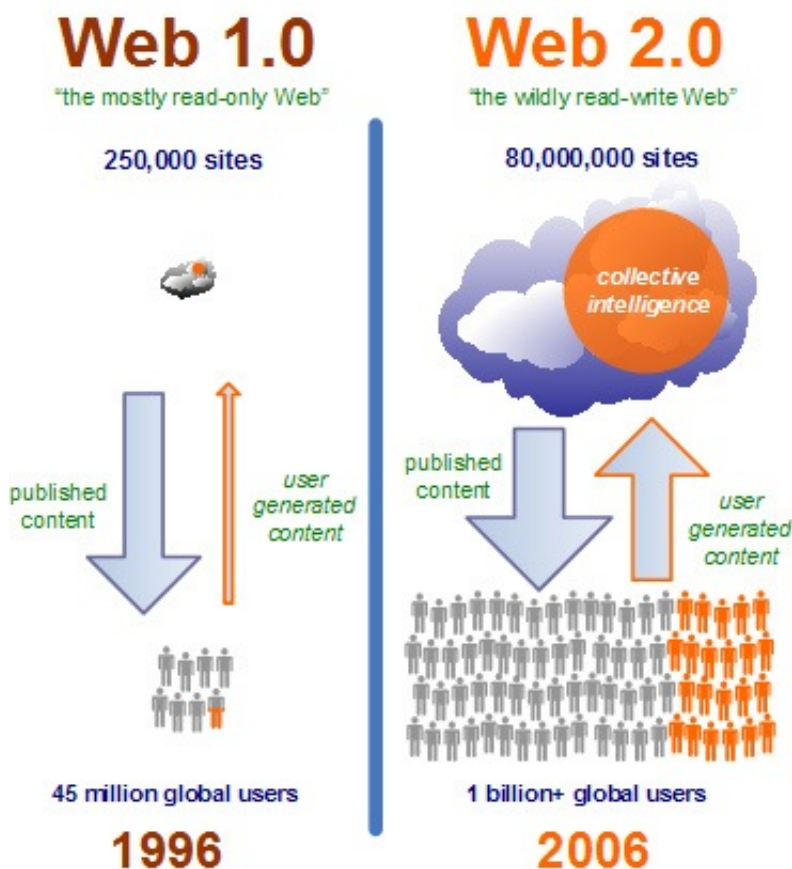 Web 1.0
“the mostly read-only Web”
250,000 sites
published
content
user
generated
content
45 million global users
1996
Web 2.0
“the wildly read-write Web”
80,000,000 sites
collective
intelligence
published
content
user
generated
content
1 billion+ global users
2006